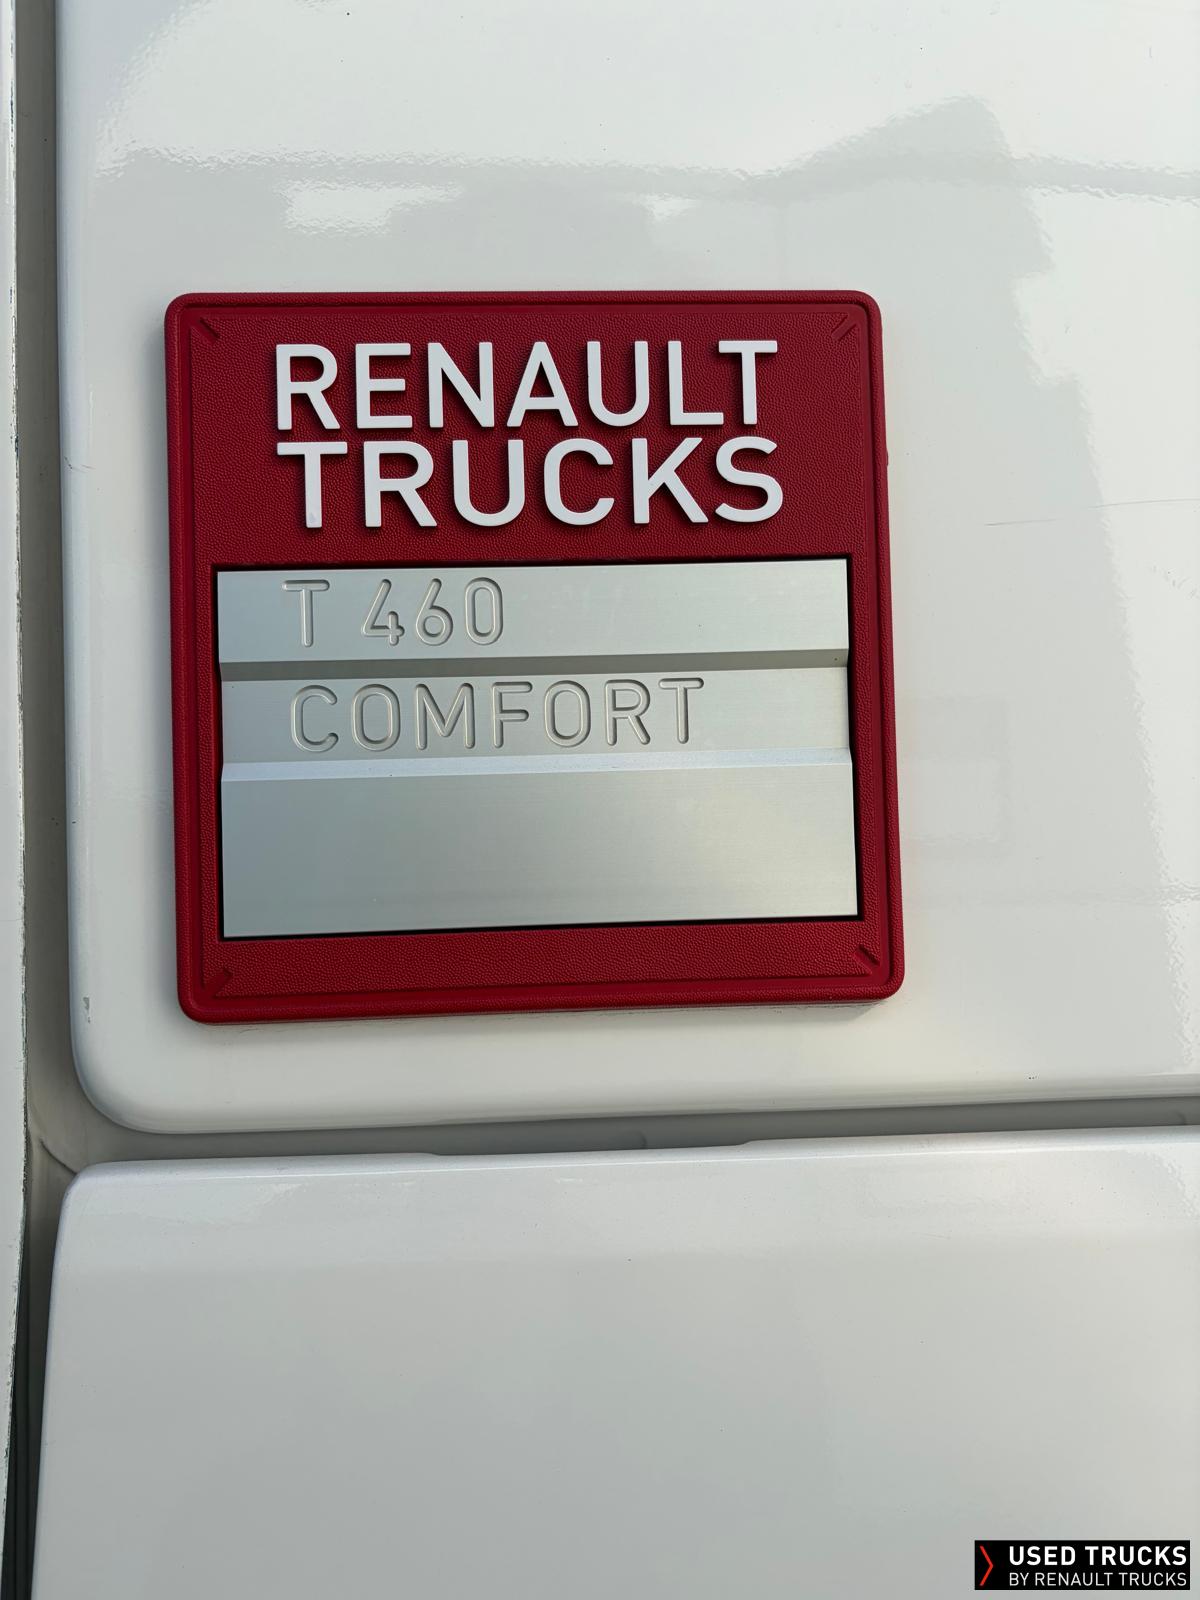 RENAULT
TRUCKS
T 460
COMFORT
USED TRUCKS
BY RENAULT TRUCKS